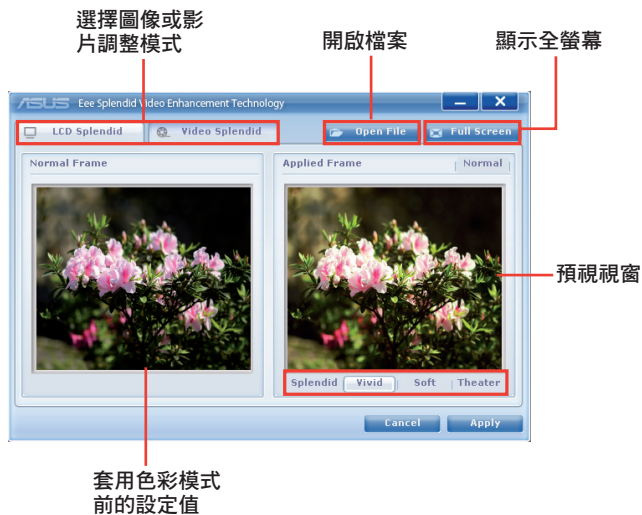 選擇圖像或影
片調整模式
開啟檔案
顯示全螢幕
ASUS Eee Splendid Video Enhancement Technology
LCD Splendid
Video Splendid
Open File
Full Screen
Normal Frame
Applied Frame
Normal
預視視窗
Splendid
Vivid
Soft
Theater
Cancel
Apply
套用色彩模式
前的設定值